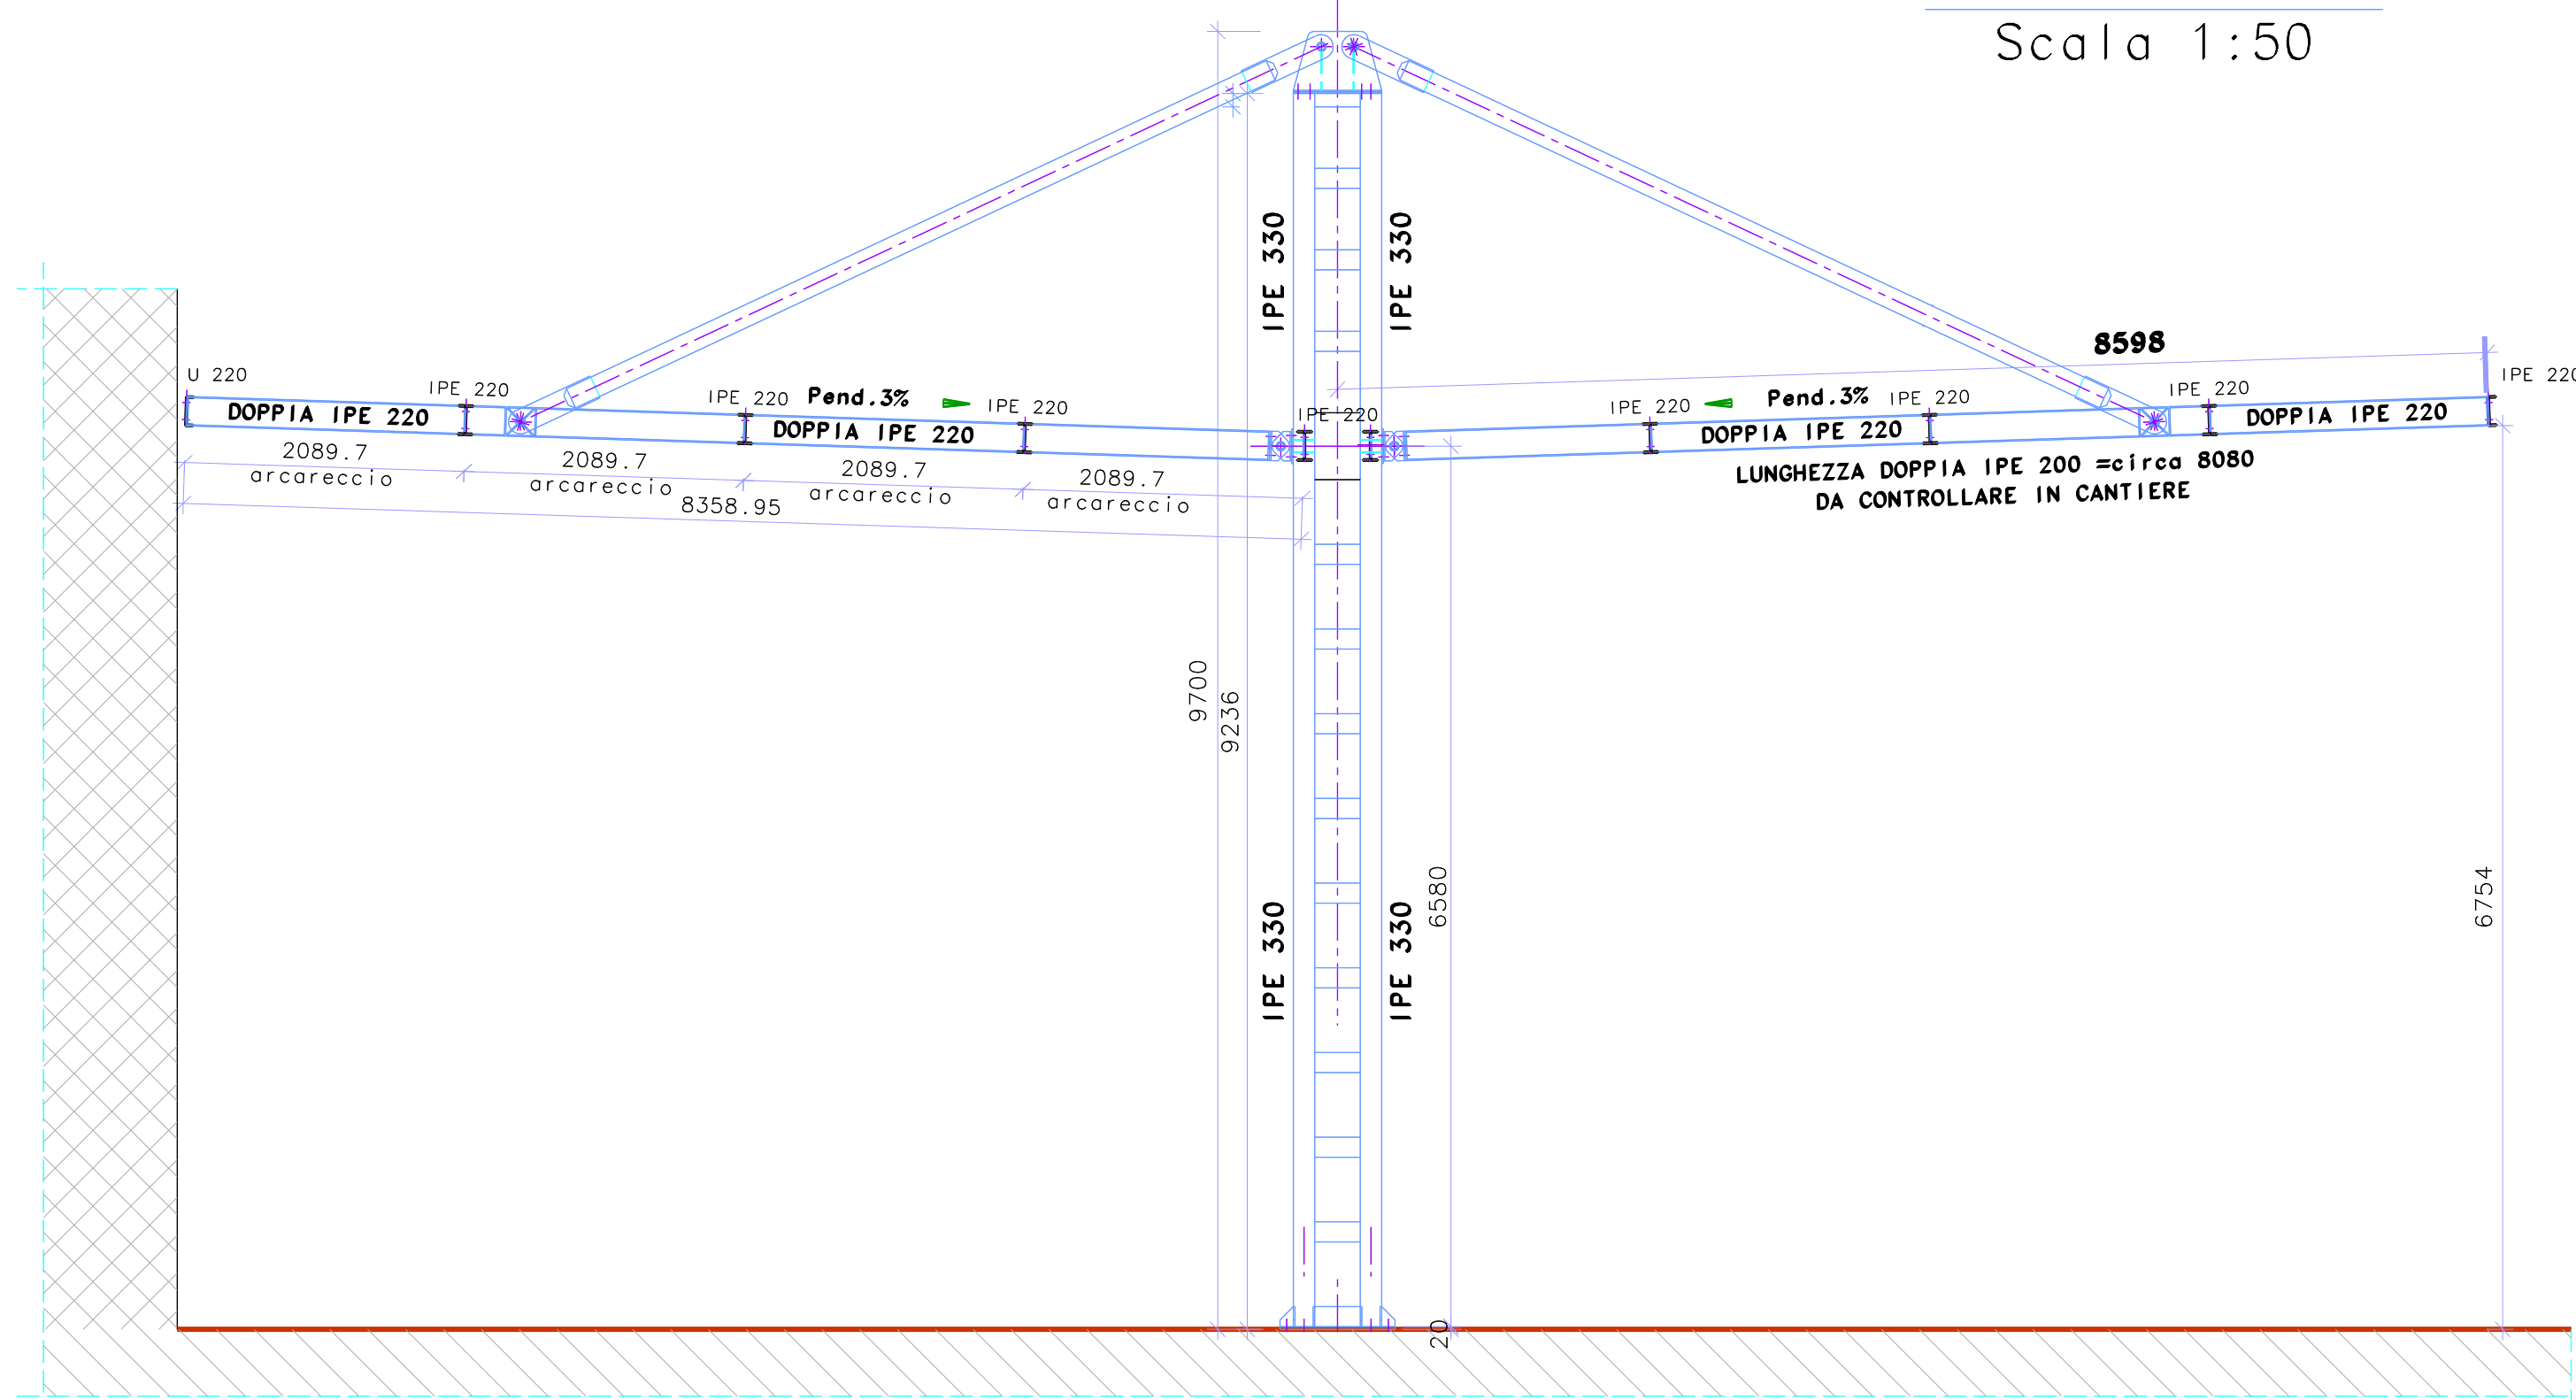 Scala 1:50
IPE 330
IPE 330
8598
U 220
IPE 220
IPE 220
Pend.3%
IPE 220
IPE 220
IPE 220
Pend.3%
IPE 220
IPE 220
IPE 220
DOPPIA IPE 220
DOPPIA IPE 220
DOPPIA IPE 220
DOPPIA IPE 220
2089.7
arcareccio
2089.7
arcareccio
2089.7
arcareccio
2089.7
arcareccio
8358.95
LUNGHEZZA DOPPIA IPE 200 =circa 8080
DA CONTROLLARE IN CANTIERE
9700
9236
6580
6754
IPE 330
IPE 330
20